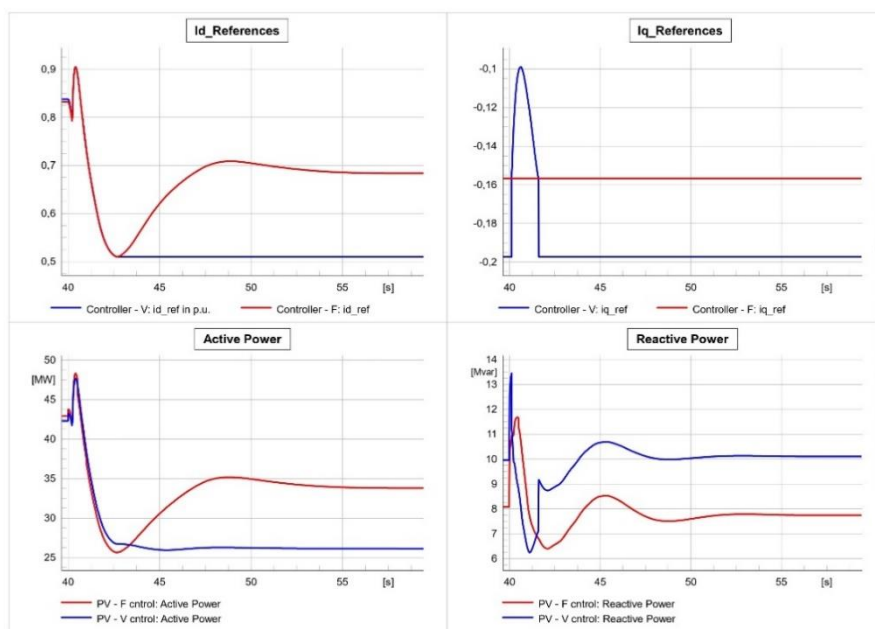 Id_References
0,9
0,8
0,7
0,6
0,5
40 45 50 55 [s]
Controller - V: id_ref in p.u. Controller - F: id_ref
Iq_References
-0,1
-0,12
-0,14
-0,16
-0,18
-0,2
40 45 50 55 [s]
Controller - V: iq_ref Controller - F: iq_ref
Active Power
50
[MW]
45
40
35
30
25
40 45 50 55 [s]
PV - F cntrol: Active Power
PV - V cntrol: Active Power
Reactive Power
14
[Mvar]
13
12
11
10
9
8
7
6
40 45 50 55 [s]
PV - F cntrol: Reactive Power
PV - V cntrol: Reactive Power